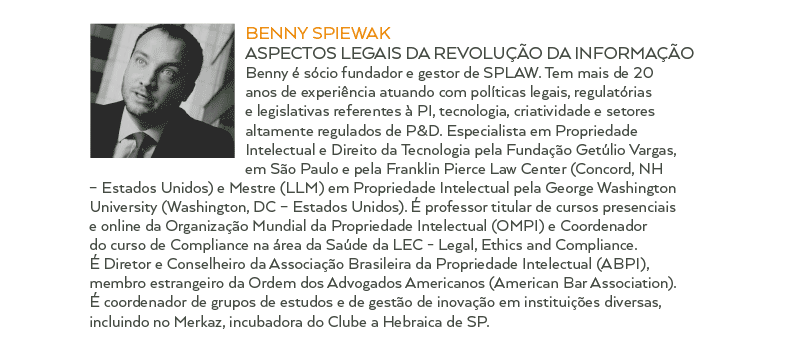 BENNY SPIEWAK
ASPECTOS LEGAIS DA REVOLUÇÃO DA INFORMAÇÃO
Benny é sócio fundador e gestor de SPLAW. Tem mais de 20
anos de experiência atuando com políticas legais, regulatórias
e legislativas referentes à PI, tecnologia, criatividade e setores
altamente regulados de P&D. Especialista em Propriedade
Intelectual e Direito da Tecnologia pela Fundação Getúlio Vargas,
em São Paulo e pela Franklin Pierce Law Center (Concord, NH
– Estados Unidos) e Mestre (LLM) em Propriedade Intelectual pela George Washington
University (Washington, DC – Estados Unidos). É professor titular de cursos presenciais
e online da Organização Mundial da Propriedade Intelectual (OMPI) e Coordenador
do curso de Compliance na área da Saúde da LEC - Legal, Ethics and Compliance.
É Diretor e Conselheiro da Associação Brasileira da Propriedade Intelectual (ABPI),
membro estrangeiro da Ordem dos Advogados Americanos (American Bar Association).
É coordenador de grupos de estudos e de gestão de inovação em instituições diversas,
incluindo no Merkaz, incubadora do Clube a Hebraica de SP.